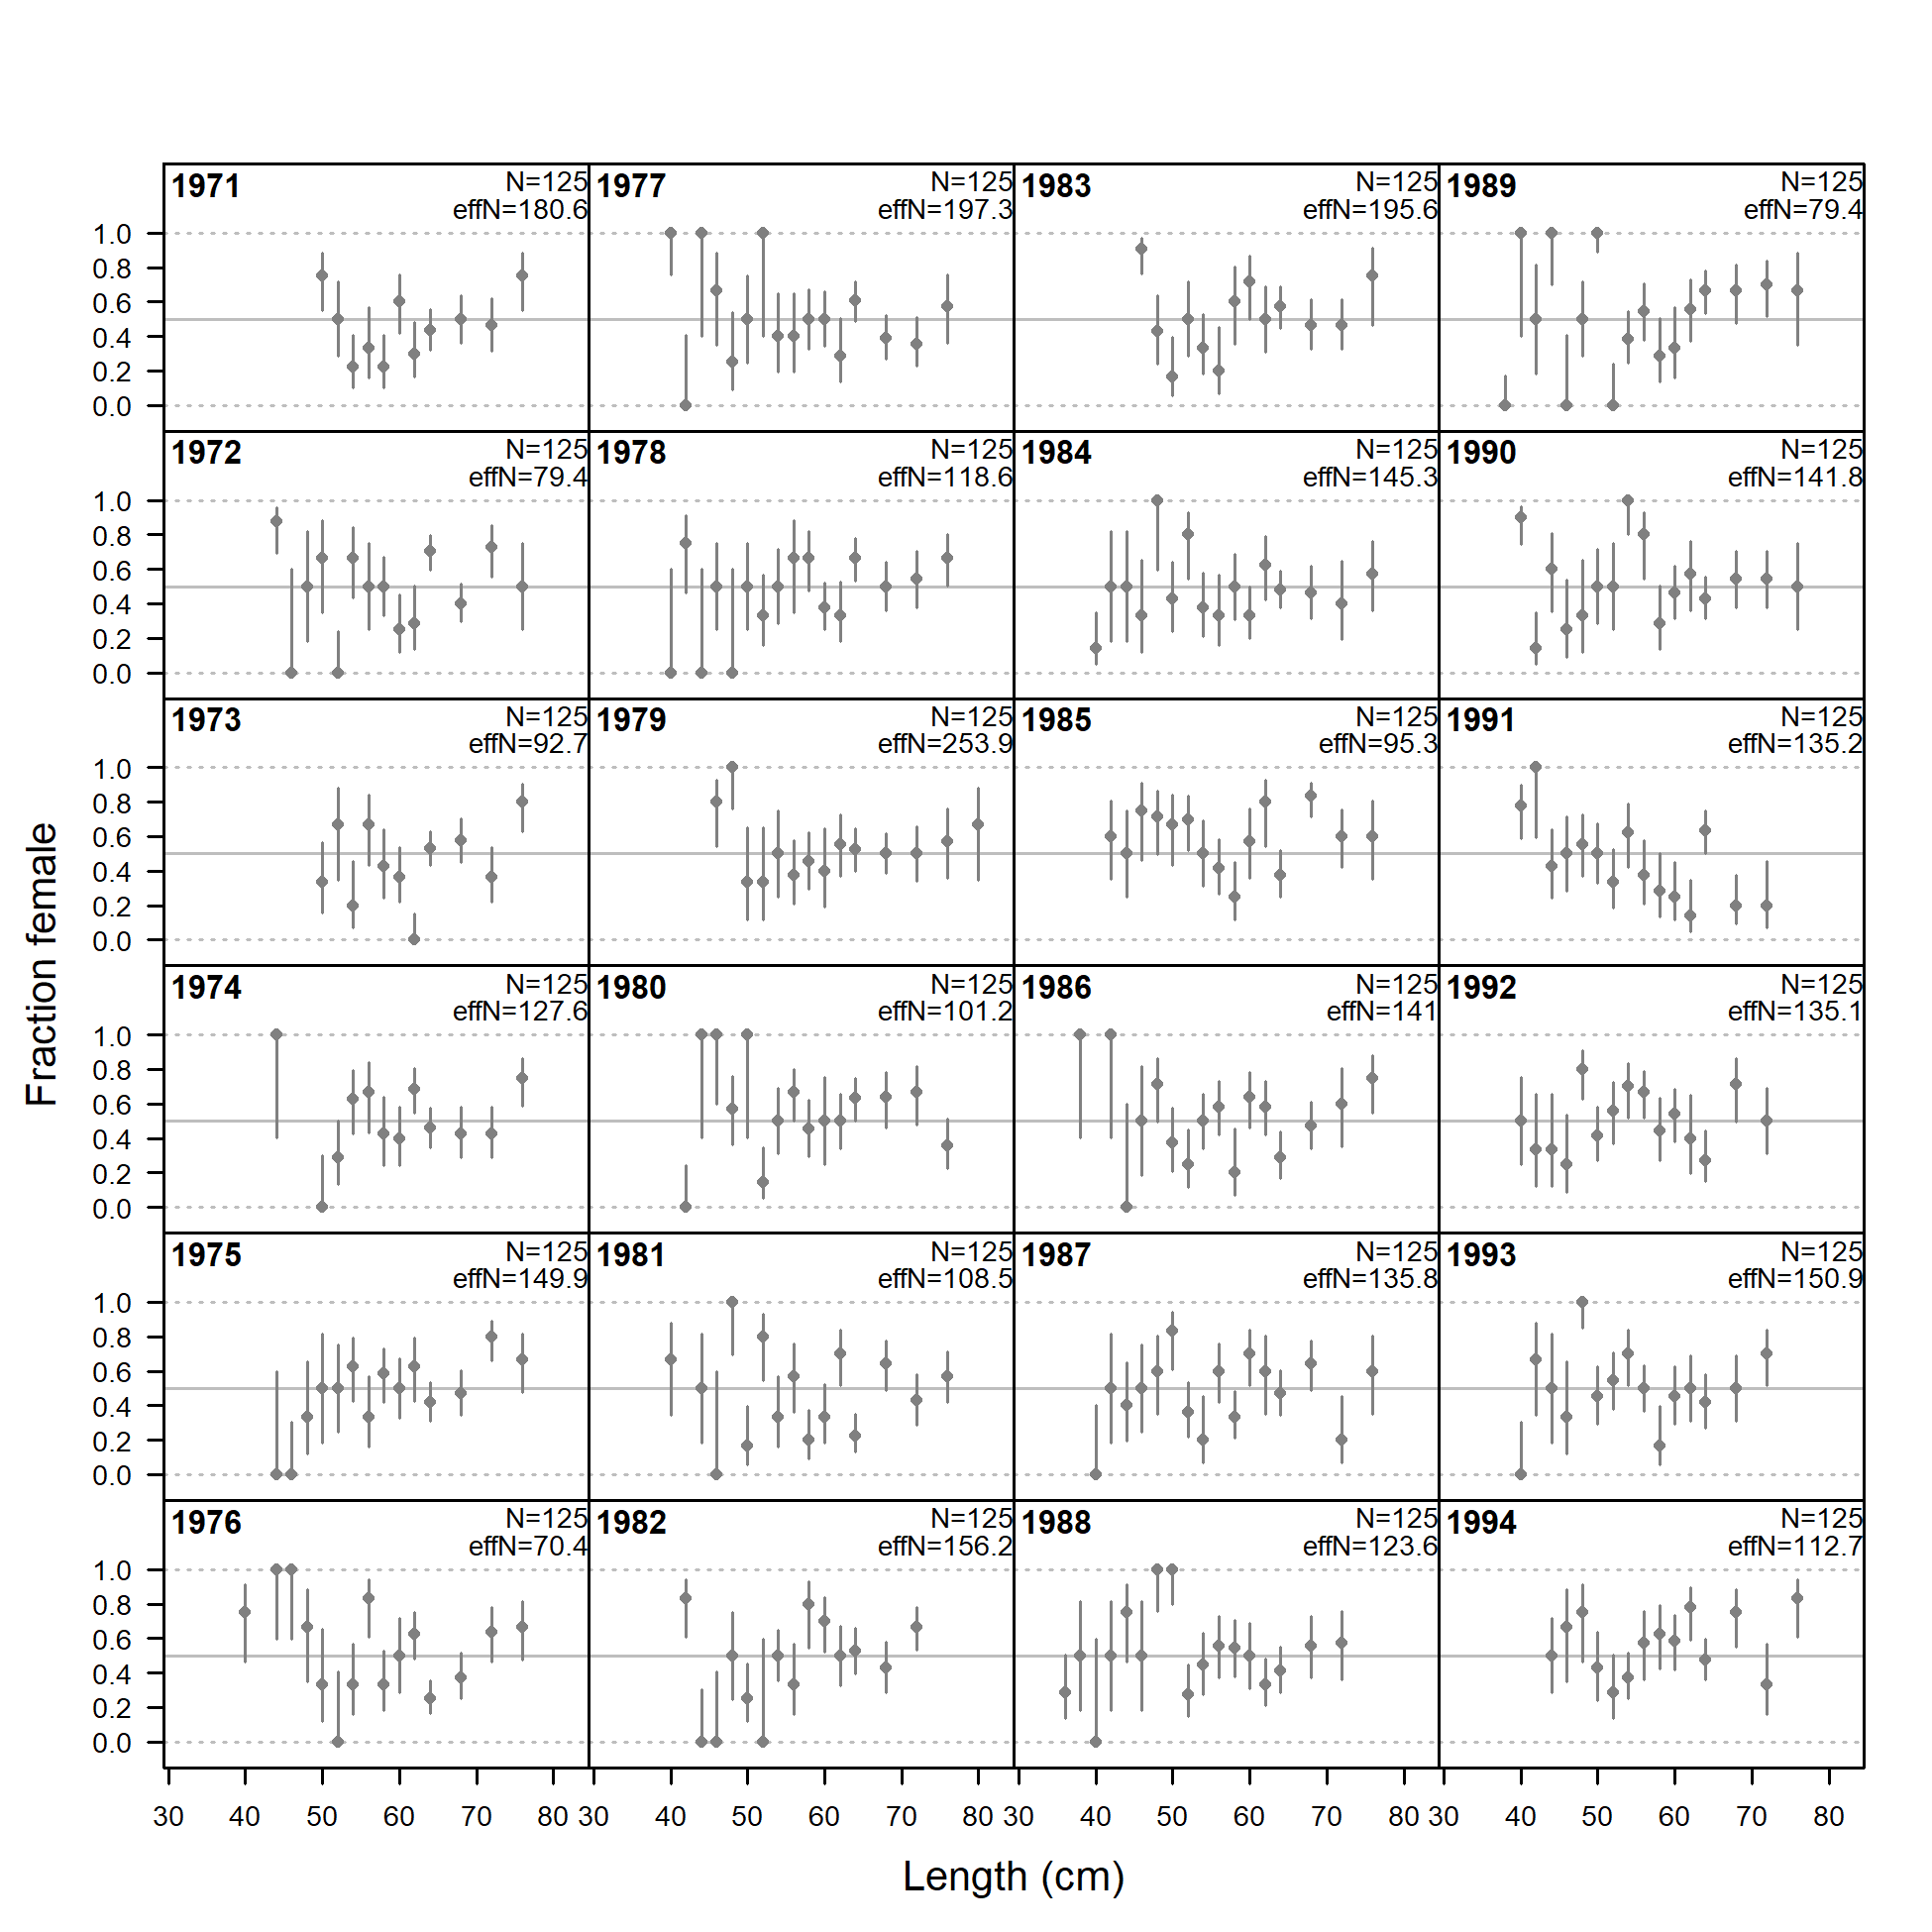 1971 N=125 1977 N=125 1983 N=125 1989 N=125
effN=180.6 effN=197.3 effN=195.6 effN=79.4
1.0
0.8
0.6
0.4
0.2
0.0
1972 N=125 1978 N=125 1984 N=125 1990 N=125
effN=79.4 effN=118.6 effN=145.3 effN=141.8
1.0
0.8
0.6
0.4
0.2
0.0
1973 N=125 1979 N=125 1985 N=125 1991 N=125
effN=92.7 effN=253.9 effN=95.3 effN=135.2
1.0
0.8
0.6
0.4
0.2
0.0
Fraction female
1974 N=125 1980 N=125 1986 N=125 1992 N=125
effN=127.6 effN=101.2 effN=141 effN=135.1
1.0
0.8
0.6
0.4
0.2
0.0
1975 N=125 1981 N=125 1987 N=125 1993 N=125
effN=149.9 effN=108.5 effN=135.8 effN=150.9
1.0
0.8
0.6
0.4
0.2
0.0
1976 N=125 1982 N=125 1988 N=125 1994 N=125
effN=70.4 effN=156.2 effN=123.6 effN=112.7
1.0
0.8
0.6
0.4
0.2
0.0
30 40 50 60 70 80 30 40 50 60 70 80 30 40 50 60 70 80 30 40 50 60 70 80
Length (cm)